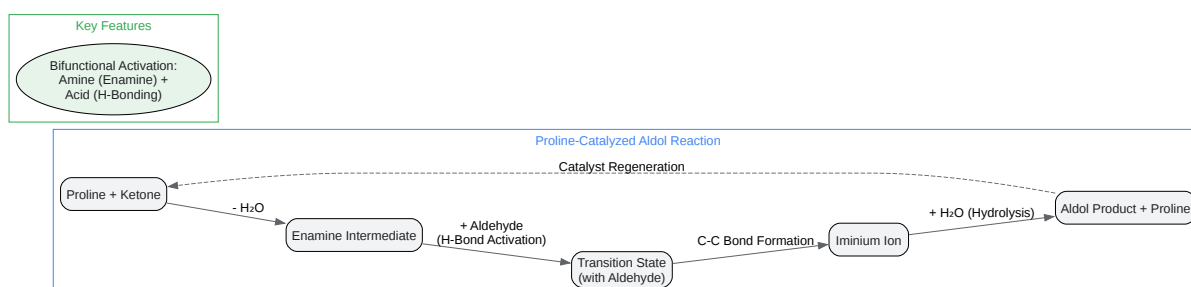 Key Features
Bifunctional Activation:
Amine (Enamine) +
Acid (H-Bonding)
Proline-Catalyzed Aldol Reaction
Catalyst Regeneration
Proline + Ketone
- H₂O
Enamine Intermediate
+ Aldehyde
(H-Bond Activation)
Transition State
(with Aldehyde)
C-C Bond Formation
Iminium Ion
+ H₂O (Hydrolysis)
Aldol Product + Proline